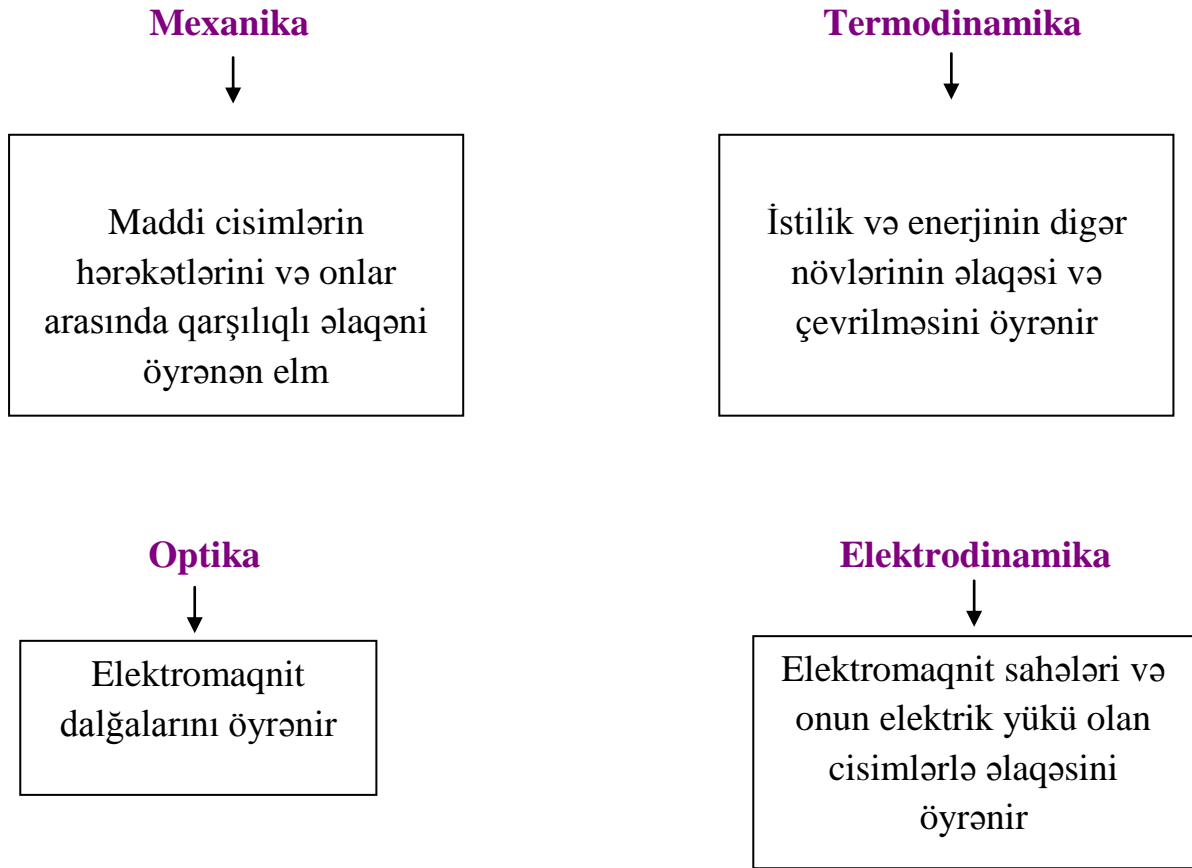 Mexanika
Maddi cisimlərin
hərəkətlərini və onlar
arasında qarşılıqlı əlaqəni
öyrənən elm
Termodinamika
İstilik və enerjinin digər
növlərinin əlaqəsi və
çevrilməsini öyrənir
Optika
Elektromaqnit
dalğalarını öyrənir
Elektrodinamika
Elektromaqnit sahələri və
onun elektrik yükü olan
cisimlərlə əlaqəsini
öyrənir